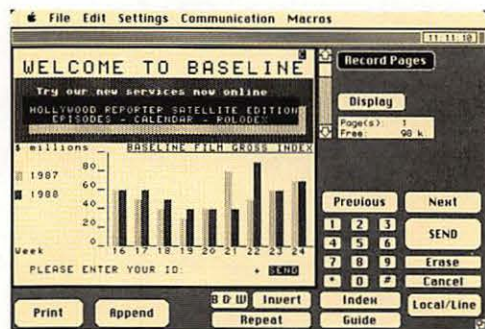 File Edit Settings Communication Macros
11:11:10
C
WELCOME TO BASELINE
Try our new services now online
HOLLYWOOD REPORTER SATELLITE EDITION
EPISODES - CALENDAR - ROLODEX
$ millions
BASELINE FILM GROSS INDEX
1987
1988
80
60
40
20
0
Week 16 17 18 19 20 21 22 23 24
PLEASE ENTER YOUR ID: + SEND
Record Pages
Display
Page(s): 1
Free: 98 k
Previous Next
1 2 3
4 5 6
7 8 9
* 0 #
SEND
Erase
Cancel
Print Append B & W Invert Index Local/Line
Repeat Guide